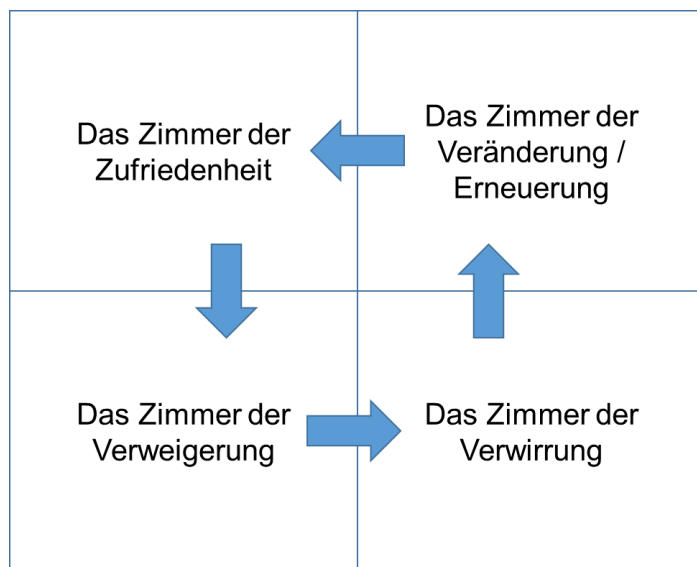 Das Zimmer der
Zufriedenheit
Das Zimmer der
Veränderung /
Erneuerung
Das Zimmer der
Verweigerung
Das Zimmer der
Verwirrung